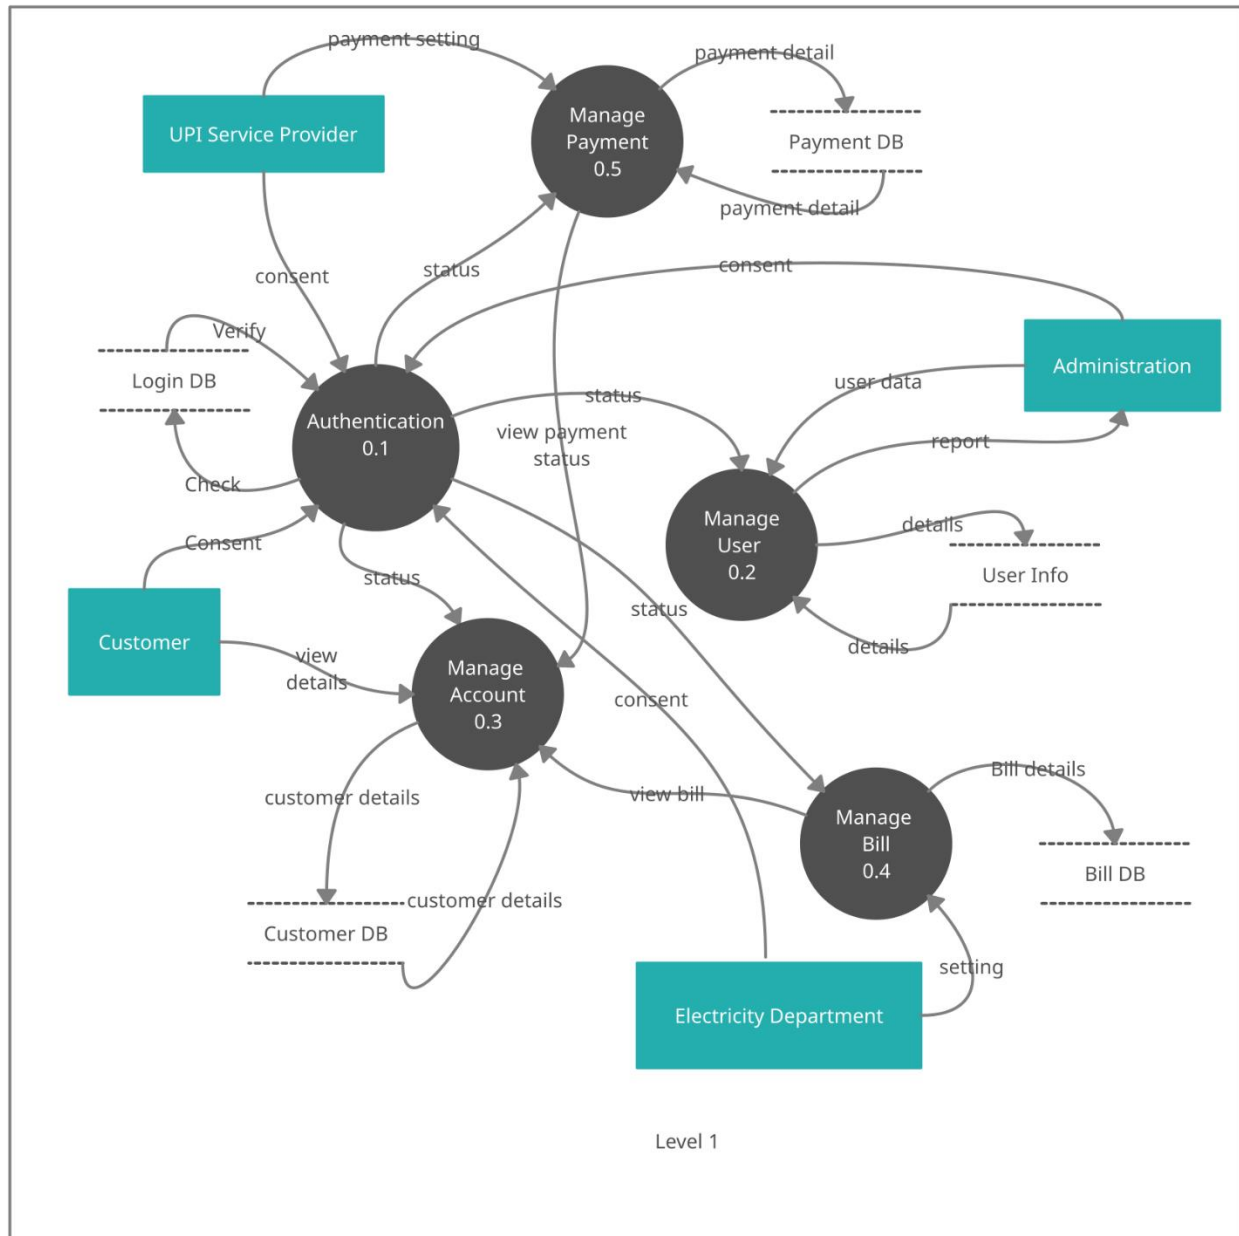 payment setting
payment detail
UPI Service Provider
Manage
Payment
0.5
Payment DB
payment detail
consent
status
consent
Verify
Login DB
Administration
user data
status
Authentication
0.1
view payment
status
report
Check
Manage
User
0.2
details
User Info
Consent
status
status
details
Customer
view
details
Manage
Account
0.3
consent
customer details
view bill
Bill details
Manage
Bill
0.4
Bill DB
customer details
Customer DB
setting
Electricity Department
Level 1